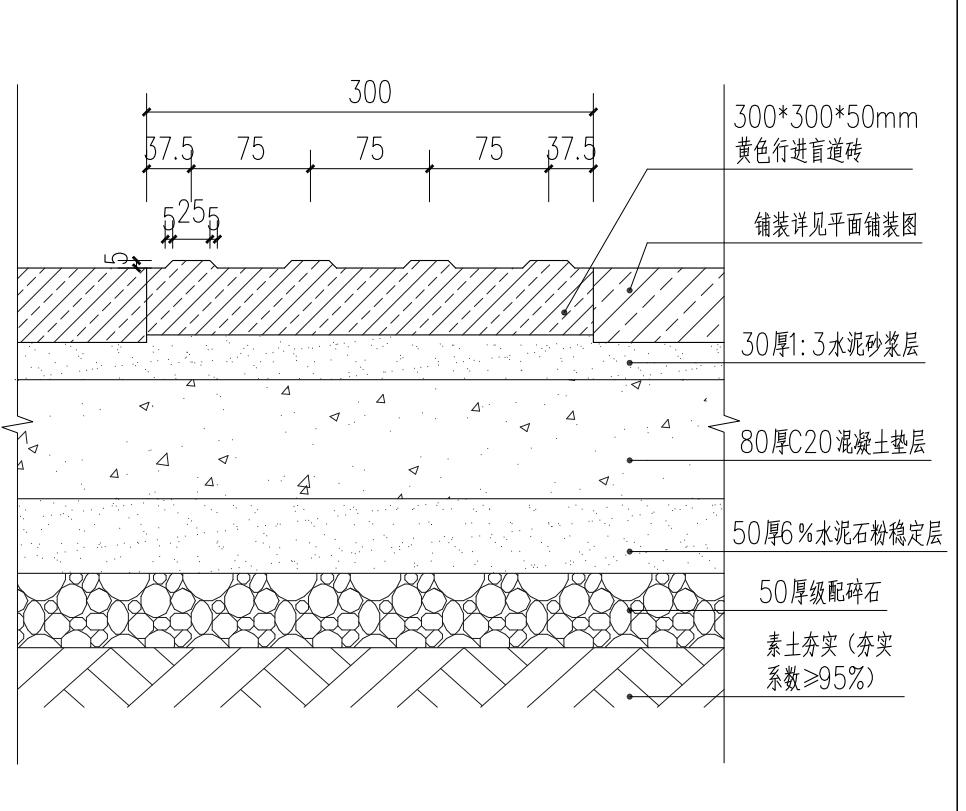 300
37.5 75 75 75 37.5
5 25 5
5
300*300*50mm
黄色行进盲道砖
铺装详见平面铺装图
30厚1:3水泥砂浆层
80厚C20混凝土垫层
50厚6%水泥石粉稳定层
50厚级配碎石
素土夯实（夯实
系数≥95%）